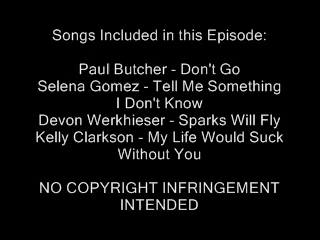 Songs Included in this Episode:
Paul Butcher - Don't Go
Selena Gomez - Tell Me Something
I Don't Know
Devon Werkhieser - Sparks Will Fly
Kelly Clarkson - My Life Would Suck
Without You
NO COPYRIGHT INFRINGEMENT
INTENDED